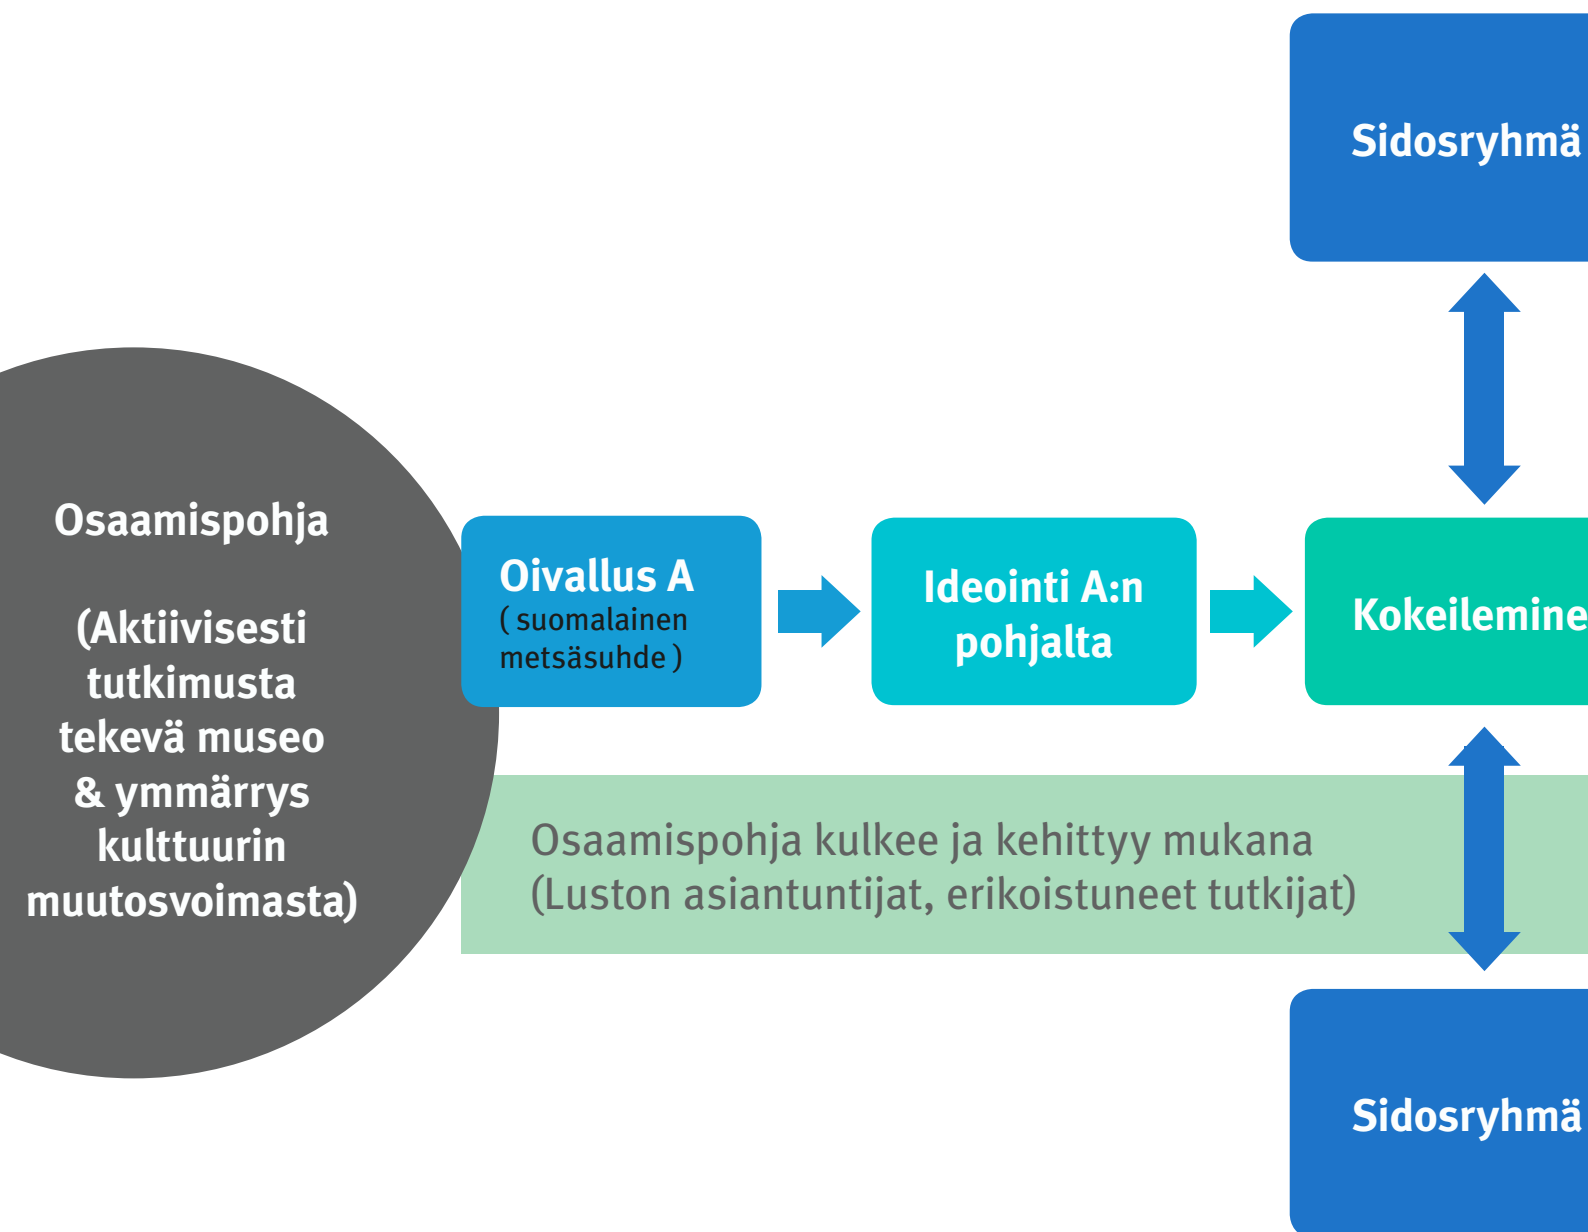 Sidosryhmä
Osaamispohja
(Aktiivisesti
tutkimusta
tekevä museo
& ymmärrys
kulttuurin
muutosvoimasta)
Oivallus A
( suomalainen
metsäsuhde )
Ideointi A:n
pohjalta
Kokeilemine
Osaamispohja kulkee ja kehittyy mukana
(Luston asiantuntijat, erikoistuneet tutkijat)
Sidosryhmä